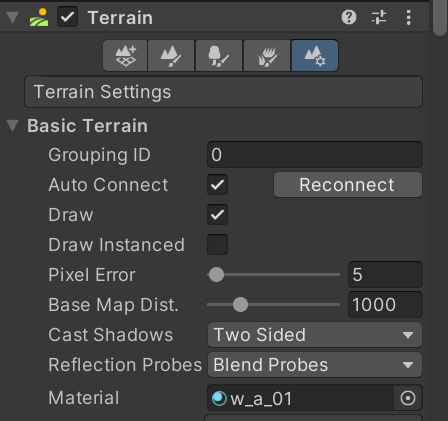 Terrain
Terrain Settings
Basic Terrain
Grouping ID 0
Auto Connect Reconnect
Draw
Draw Instanced
Pixel Error 5
Base Map Dist. 1000
Cast Shadows Two Sided
Reflection Probes Blend Probes
Material w_a_01